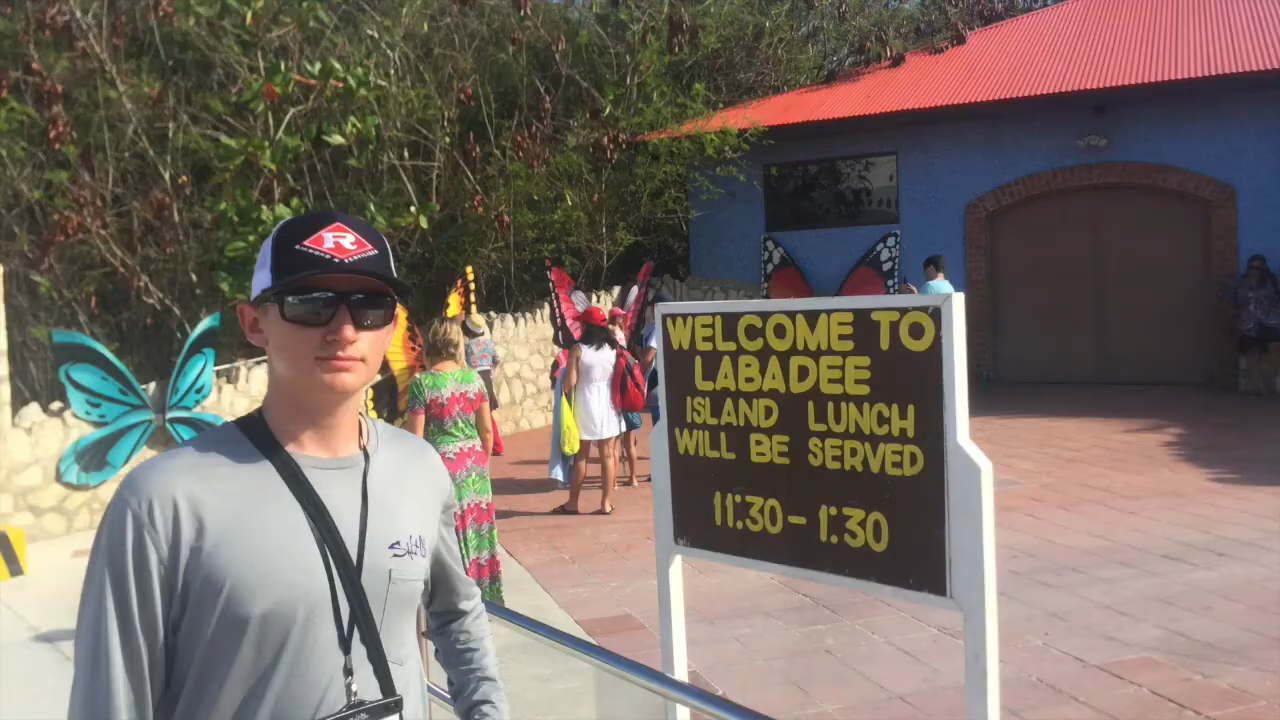 R
WELCOME TO
LABADEE
ISLAND LUNCH
WILL BE SERVED
11:30-1:30